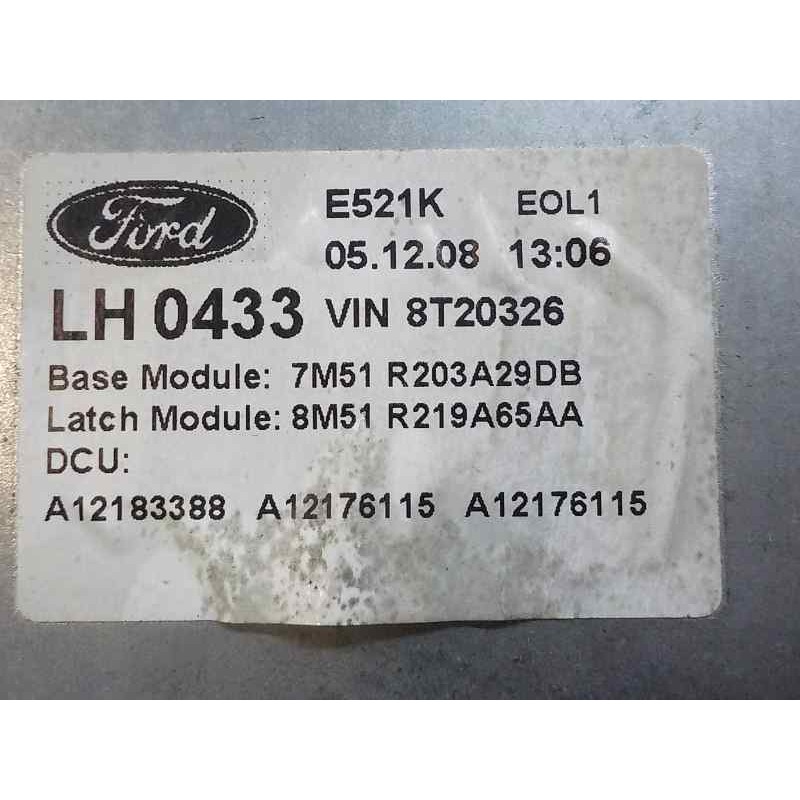 Ford E521K EOL1
05.12.08 13:06
LH 0433 VIN 8T20326
Base Module: 7M51 R203A29DB
Latch Module: 8M51 R219A65AA
DCU:
A12183388 A12176115 A12176115